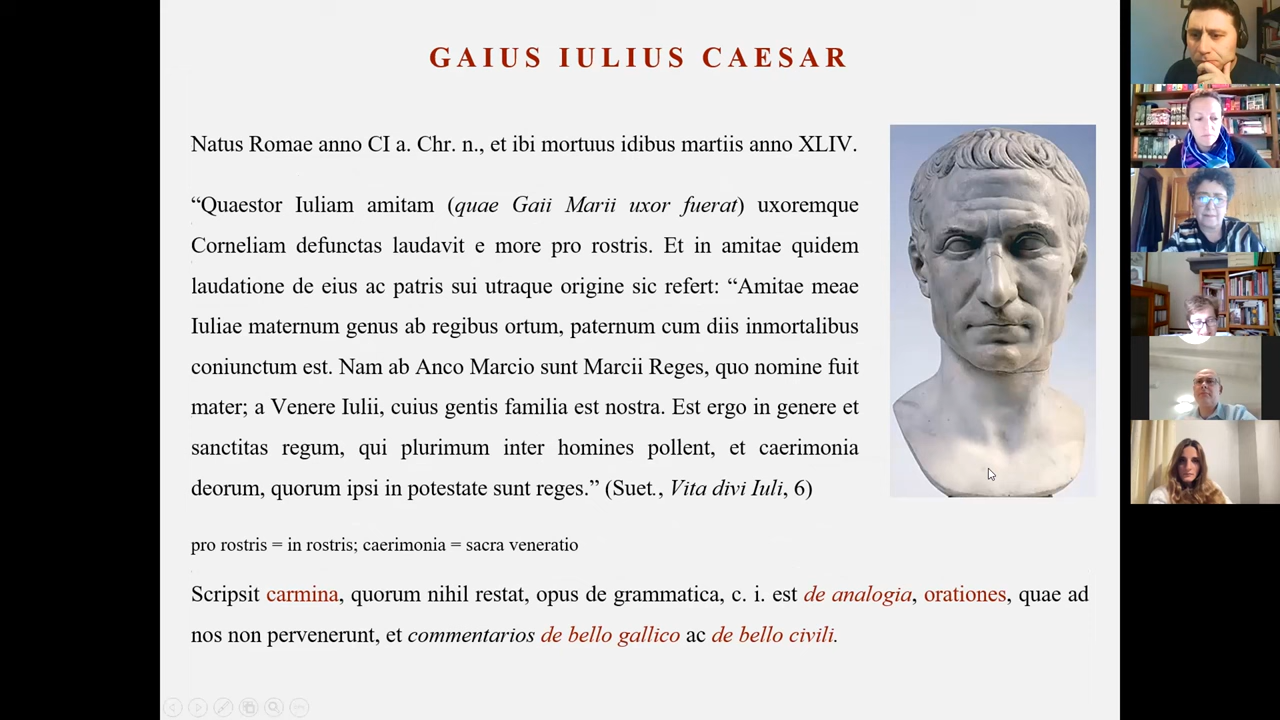 GAIUS IULIUS CAESAR
Natus Romae anno CI a. Chr. n., et ibi mortuus idibus martiis anno XLIV.
“Quaestor Iuliam amitam (quae Gaii Marii uxor fuerat) uxoremque
Corneliam defunctas laudavit e more pro rostris. Et in amitae quidem
laudatione de eius ac patris sui utraque origine sic refert: “Amitae meae
Iuliae maternum genus ab regibus ortum, paternum cum diis inmortalibus
coniunctum est. Nam ab Anco Marcio sunt Marcii Reges, quo nomine fuit
mater; a Venere Iulii, cuius gentis familia est nostra. Est ergo in genere et
sanctitas regum, qui plurimum inter homines pollent, et caerimonia
deorum, quorum ipsi in potestate sunt reges.” (Suet., Vita divi Iuli, 6)
pro rostris = in rostris; caerimonia = sacra veneratio
Scripsit carmina, quorum nihil restat, opus de grammatica, c. i. est de analogia, orationes, quae ad
nos non pervenerunt, et commentarios de bello gallico ac de bello civili.